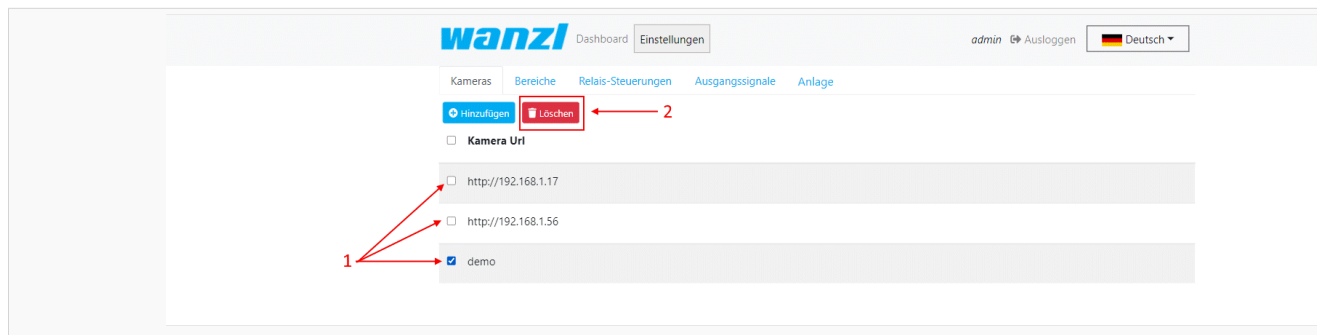 wanzl Dashboard Einstellungen admin Ausloggen Deutsch
Kameras Bereiche Relais-Steuerungen Ausgangssignale Anlage
Hinzufügen Löschen 2
Kamera Url
http://192.168.1.17
http://192.168.1.56
1 demo